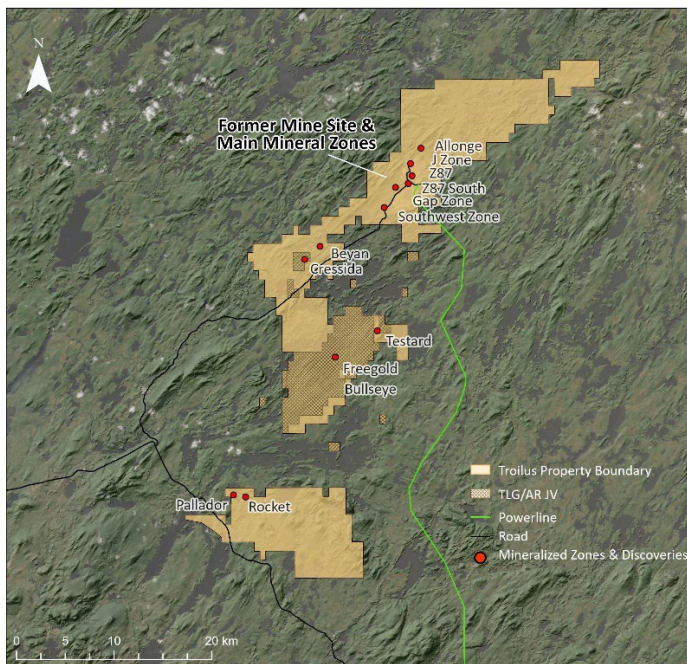 N
Former Mine Site &
Main Mineral Zones
Allonge
J Zone
Z87
Z87 South
Gap Zone
Southwest Zone
Beyan
Cressida
Testard
Freegold
Bullseye
Pallador
Rocket
Troilus Property Boundary
TLG/AR JV
Powerline
Road
Mineralized Zones & Discoveries
0 5 10 20 km